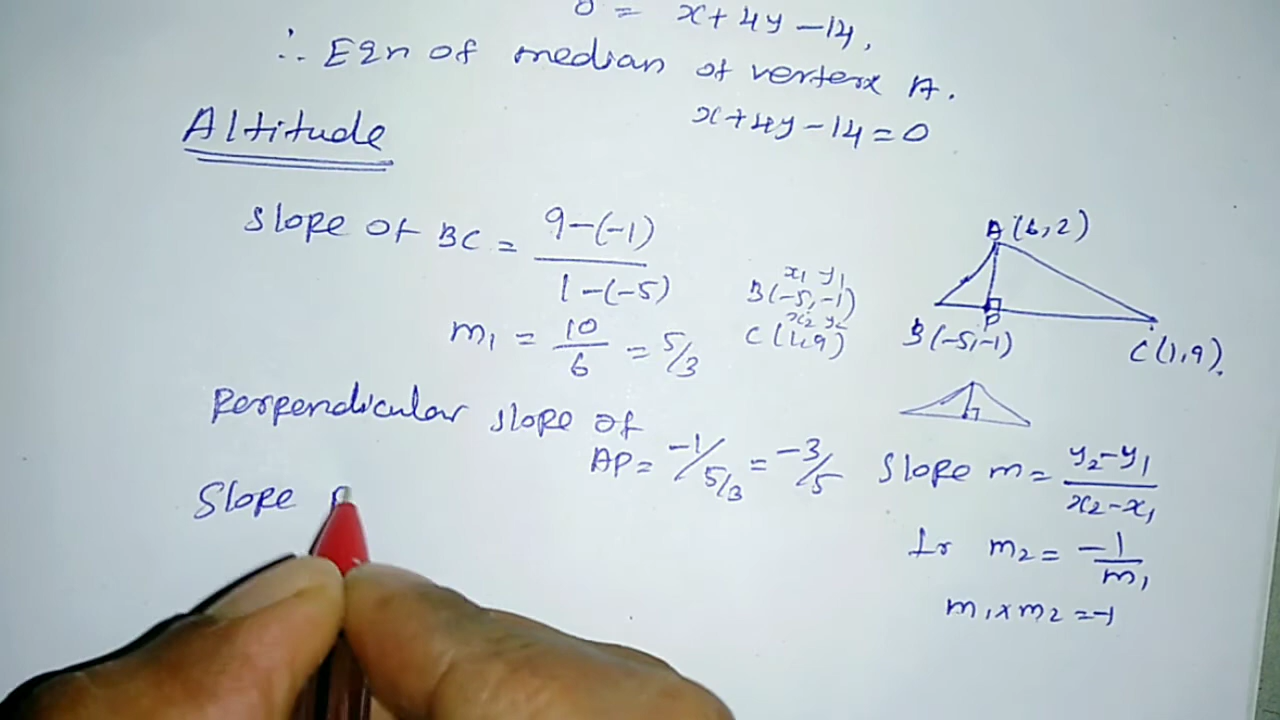 0 = x+4y-14,
∴ Eqn of median of vertex A.
x+4y-14=0
Altitude
Slope of BC = 9-(-1) / 1-(-5)
m₁ = 10/6 = 5/3
x₁ y₁
B(-5,-1)
x₂ y₂
C(1,9)
A(6,2)
P
B(-5,-1)
C(1,9).
Perpendicular slope of
AP = -1/5/3 = -3/5
Slope m = y₂-y₁ / x₂-x₁
⊥r m₂ = -1/m₁
m₁×m₂=-1
Slope